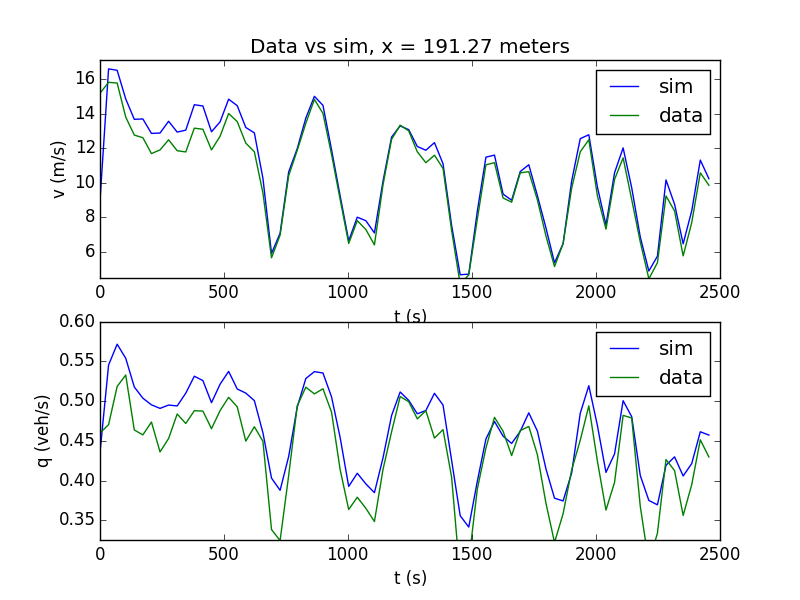 Data vs sim, x = 191.27 meters
v (m/s)
16
14
12
10
8
6
sim
data
0
500
1000
1500
2000
2500
t (s)
q (veh/s)
0.60
0.55
0.50
0.45
0.40
0.35
sim
data
0
500
1000
1500
2000
2500
t (s)